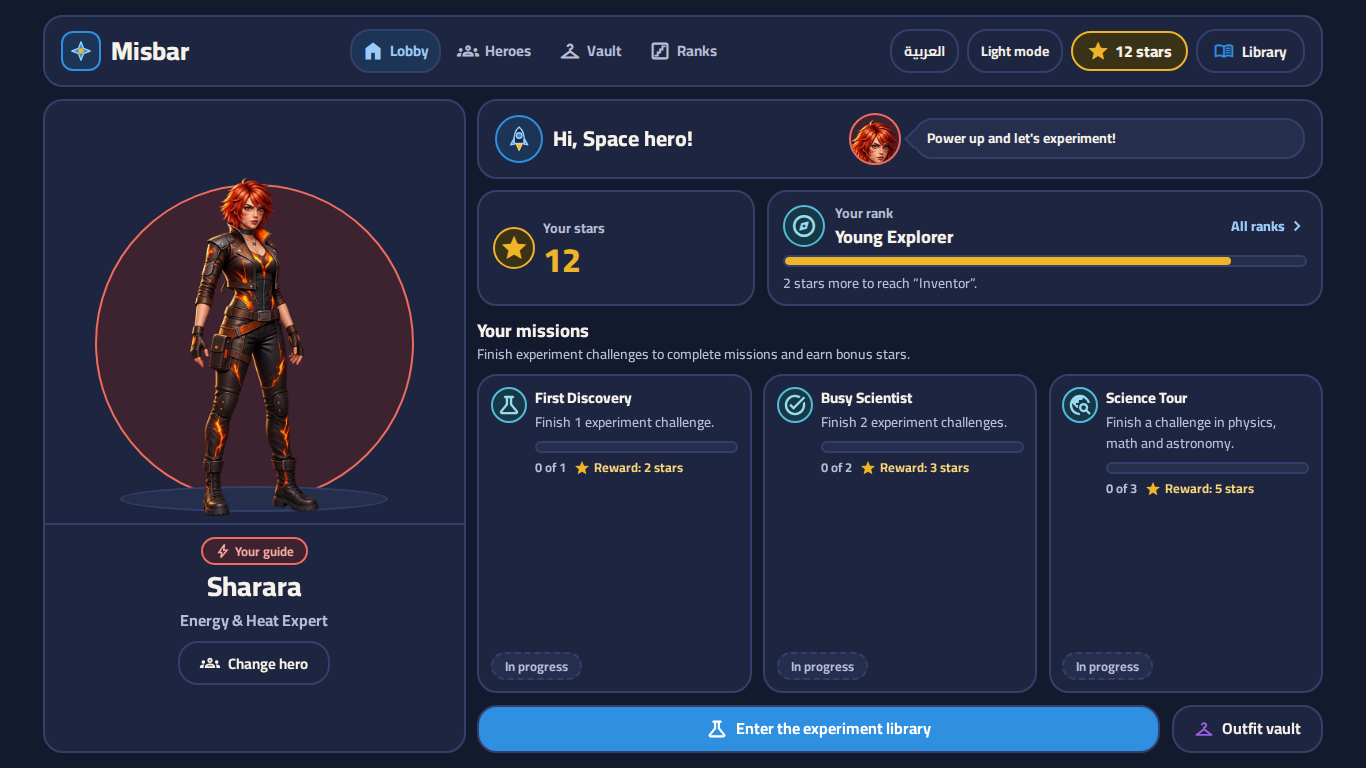 Misbar
Lobby
Heroes
Vault
Ranks
العربية
Light mode
12 stars
Library
Hi, Space hero!
Power up and let's experiment!
Your stars
12
Your rank
Young Explorer
All ranks
2 stars more to reach “Inventor”.
Your missions
Finish experiment challenges to complete missions and earn bonus stars.
First Discovery
Finish 1 experiment challenge.
0 of 1 Reward: 2 stars
In progress
Busy Scientist
Finish 2 experiment challenges.
0 of 2 Reward: 3 stars
In progress
Science Tour
Finish a challenge in physics,
math and astronomy.
0 of 3 Reward: 5 stars
In progress
Your guide
Sharara
Energy & Heat Expert
Change hero
Enter the experiment library
Outfit vault